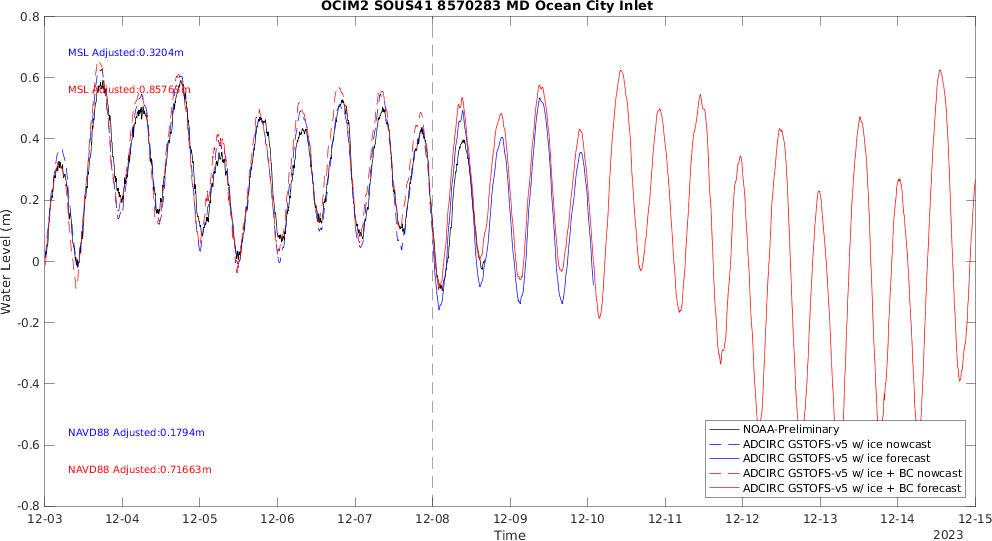 OCIM2 SOUS41 8570283 MD Ocean City Inlet
0.8
0.6
0.4
0.2
0
-0.2
-0.4
-0.6
-0.8
Water Level (m)
MSL Adjusted:0.3204m
MSL Adjusted:0.85769m
NAVD88 Adjusted:0.1794m
NAVD88 Adjusted:0.71663m
NOAA-Preliminary
ADCIRC GSTOFS-v5 w/ ice nowcast
ADCIRC GSTOFS-v5 w/ ice forecast
ADCIRC GSTOFS-v5 w/ ice + BC nowcast
ADCIRC GSTOFS-v5 w/ ice + BC forecast
12-03 12-04 12-05 12-06 12-07 12-08 12-09 12-10 12-11 12-12 12-13 12-14 12-15
Time
2023